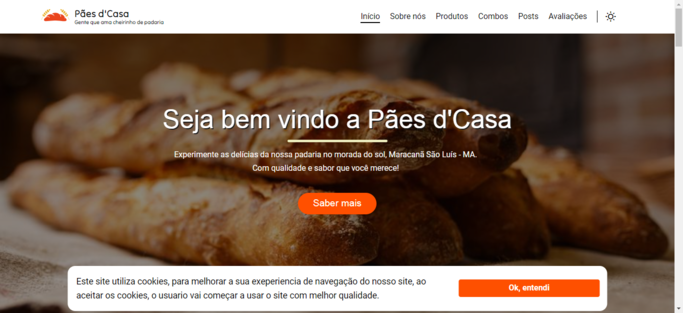 Pães d'Casa
Gente que ama cheirinho de padaria
Início Sobre nós Produtos Combos Posts Avaliações
Seja bem vindo a Pães d'Casa
Experimente as delícias da nossa padaria no morada do sol, Maracanã São Luís - MA.
Com qualidade e sabor que você merece!
Saber mais
Este site utiliza cookies, para melhorar a sua exeperiencia de navegação do nosso site, ao
aceitar os cookies, o usuario vai começar a usar o site com melhor qualidade.
Ok, entendi